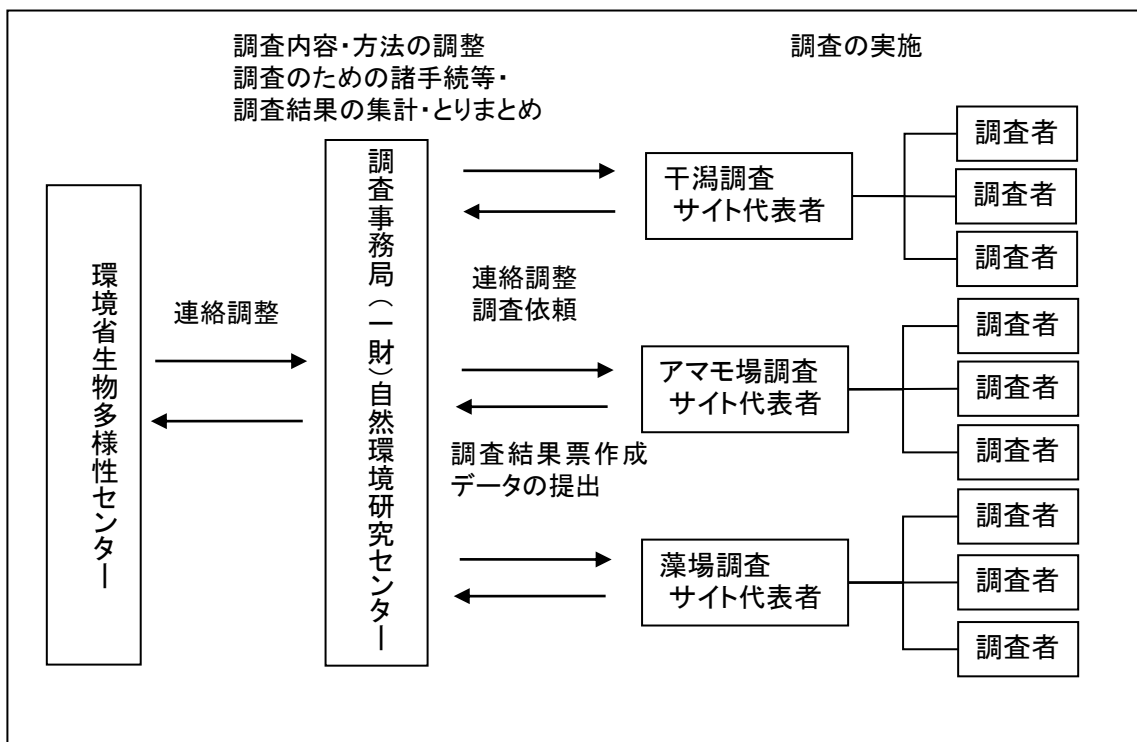 調査内容・方法の調整
調査のための諸手続等・
調査結果の集計・とりまとめ
調査の実施
環境省生物多様性センター
連絡調整
調査事務局(一財)自然環境研究センター
連絡調整
調査依頼
調査結果票作成
データの提出
干潟調査
サイト代表者
調査者
調査者
調査者
アマモ場調査
サイト代表者
調査者
調査者
調査者
藻場調査
サイト代表者
調査者
調査者
調査者